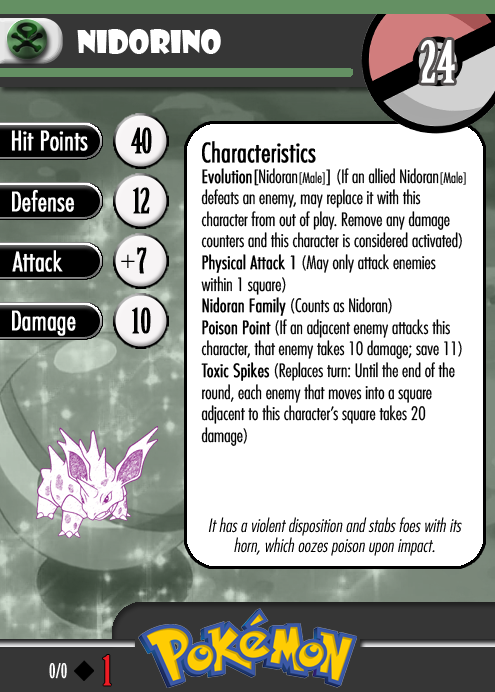 NIDORINO
24
Hit Points 40
Defense 12
Attack +7
Damage 10
Characteristics
Evolution[Nidoran[Male]] (If an allied Nidoran[Male]
defeats an enemy, may replace it with this
character from out of play. Remove any damage
counters and this character is considered activated)
Physical Attack 1 (May only attack enemies
within 1 square)
Nidoran Family (Counts as Nidoran)
Poison Point (If an adjacent enemy attacks this
character, that enemy takes 10 damage; save 11)
Toxic Spikes (Replaces turn: Until the end of the
round, each enemy that moves into a square
adjacent to this character's square takes 20
damage)
It has a violent disposition and stabs foes with its
horn, which oozes poison upon impact.
POKéMON
0/0 ◆ 1